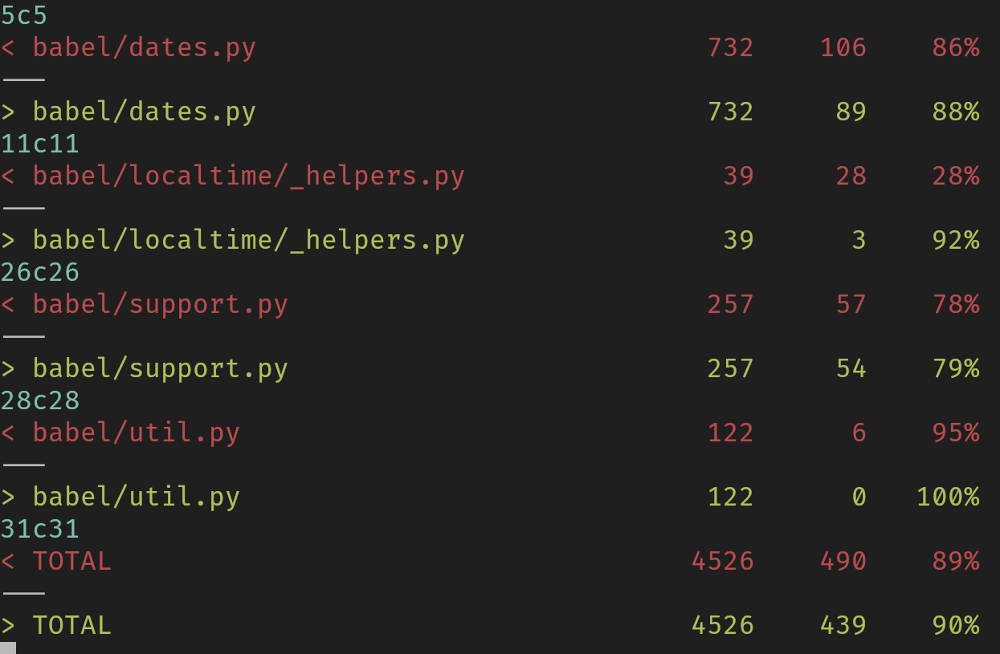 5c5
< babel/dates.py 732 106 86%
---
> babel/dates.py 732 89 88%
11c11
< babel/localtime/_helpers.py 39 28 28%
---
> babel/localtime/_helpers.py 39 3 92%
26c26
< babel/support.py 257 57 78%
---
> babel/support.py 257 54 79%
28c28
< babel/util.py 122 6 95%
---
> babel/util.py 122 0 100%
31c31
< TOTAL 4526 490 89%
---
> TOTAL 4526 439 90%